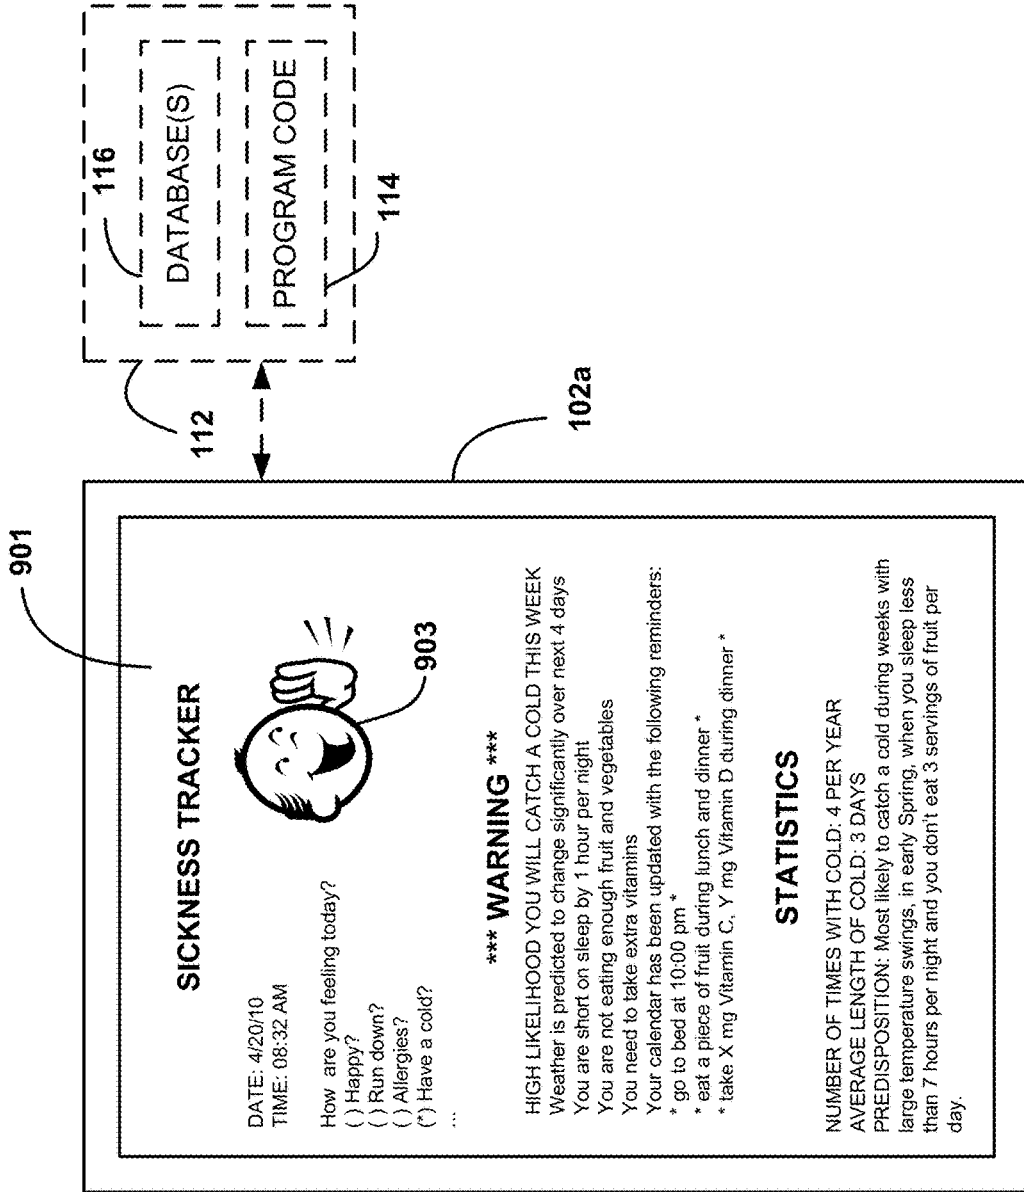 901
SICKNESS TRACKER
DATE: 4/20/10
TIME: 08:32 AM
How are you feeling today?
( ) Happy?
( ) Run down?
( ) Allergies?
(*) Have a cold?
...
903
*** WARNING ***
HIGH LIKELIHOOD YOU WILL CATCH A COLD THIS WEEK
Weather is predicted to change significantly over next 4 days
You are short on sleep by 1 hour per night
You are not eating enough fruit and vegetables
You need to take extra vitamins
Your calendar has been updated with the following reminders:
* go to bed at 10:00 pm *
* eat a piece of fruit during lunch and dinner *
* take X mg Vitamin C, Y mg Vitamin D during dinner *
STATISTICS
NUMBER OF TIMES WITH COLD: 4 PER YEAR
AVERAGE LENGTH OF COLD: 3 DAYS
PREDISPOSITION: Most likely to catch a cold during weeks with
large temperature swings, in early Spring, when you sleep less
than 7 hours per night and you don't eat 3 servings of fruit per
day.
102a
112
116
DATABASE(S)
PROGRAM CODE
114